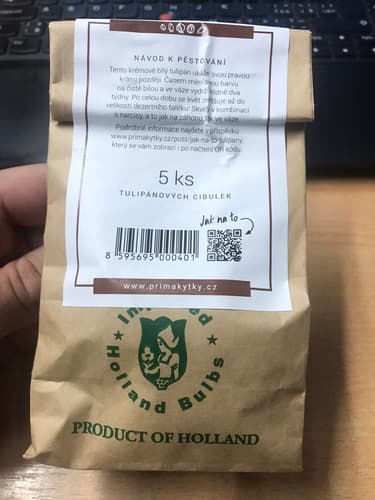 NÁVOD K PĚSTOVÁNÍ
Tento krémově bílý tulipán ukáže svou pravou
krásu později. Časem mění svou barvu
na čistě bílou a ve váze vydrží klidně dva
týdny. Po celou dobu se květ zvětšuje až do
velikosti dezertního talířku. Skvělý v kombinaci
s narcisy, a to jak na záhonu, tak ve váze.
Podrobné informace najdete v příspěvku
www.primakytky.cz/post/jak-na-to-tulipany,
který se vám zobrazí i po načtení QR kódu.
5 ks
TULIPÁNOVÝCH CIBULEK
Jak na to
8 595695 000401
www.primakytky.cz
Holland Bulbs
PRODUCT OF HOLLAND